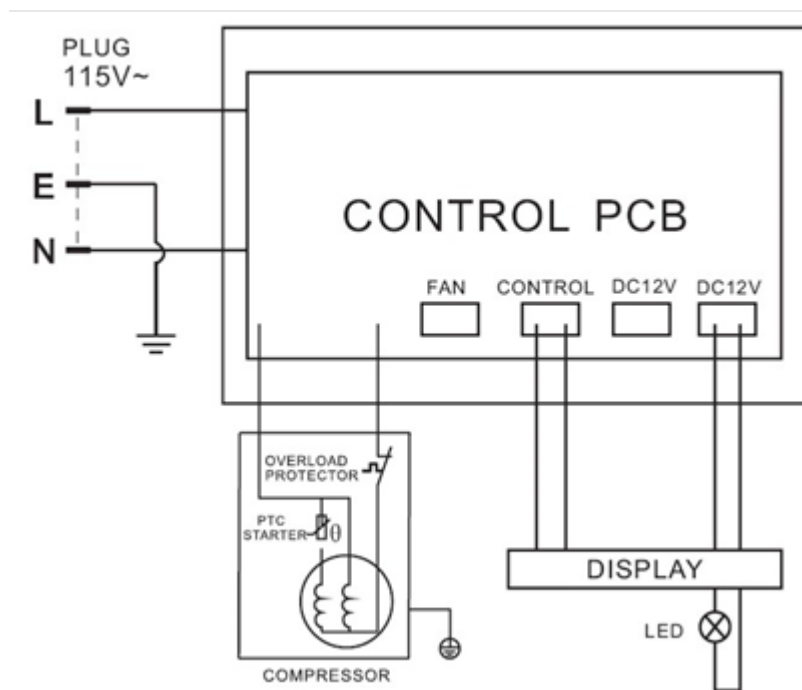 PLUG
115V~
L
E
N
CONTROL PCB
FAN CONTROL DC12V DC12V
OVERLOAD
PROTECTOR
PTC
STARTER θ
DISPLAY
LED
COMPRESSOR